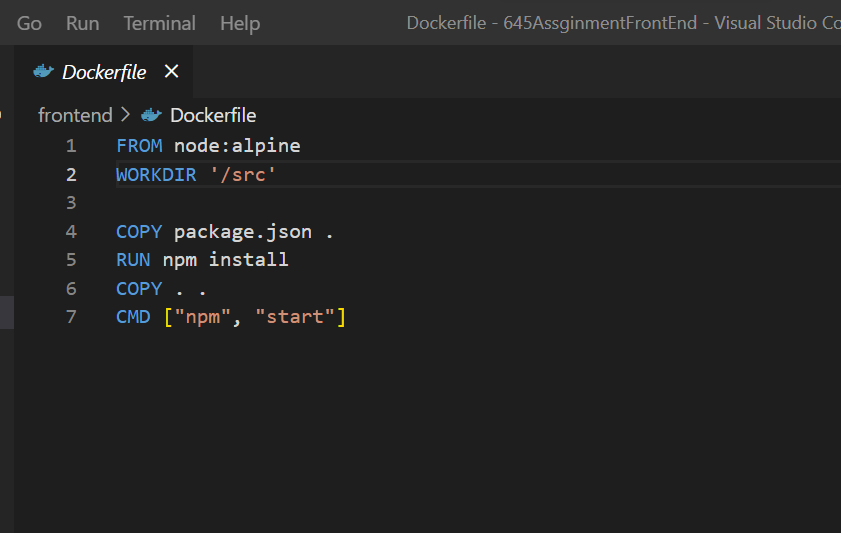 Go Run Terminal Help Dockerfile - 645AssginmentFrontEnd - Visual Studio Co
Dockerfile ×
frontend > Dockerfile
1 FROM node:alpine
2 WORKDIR '/src'
3
4 COPY package.json .
5 RUN npm install
6 COPY . .
7 CMD ["npm", "start"]